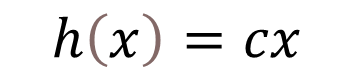 h(x) = cx